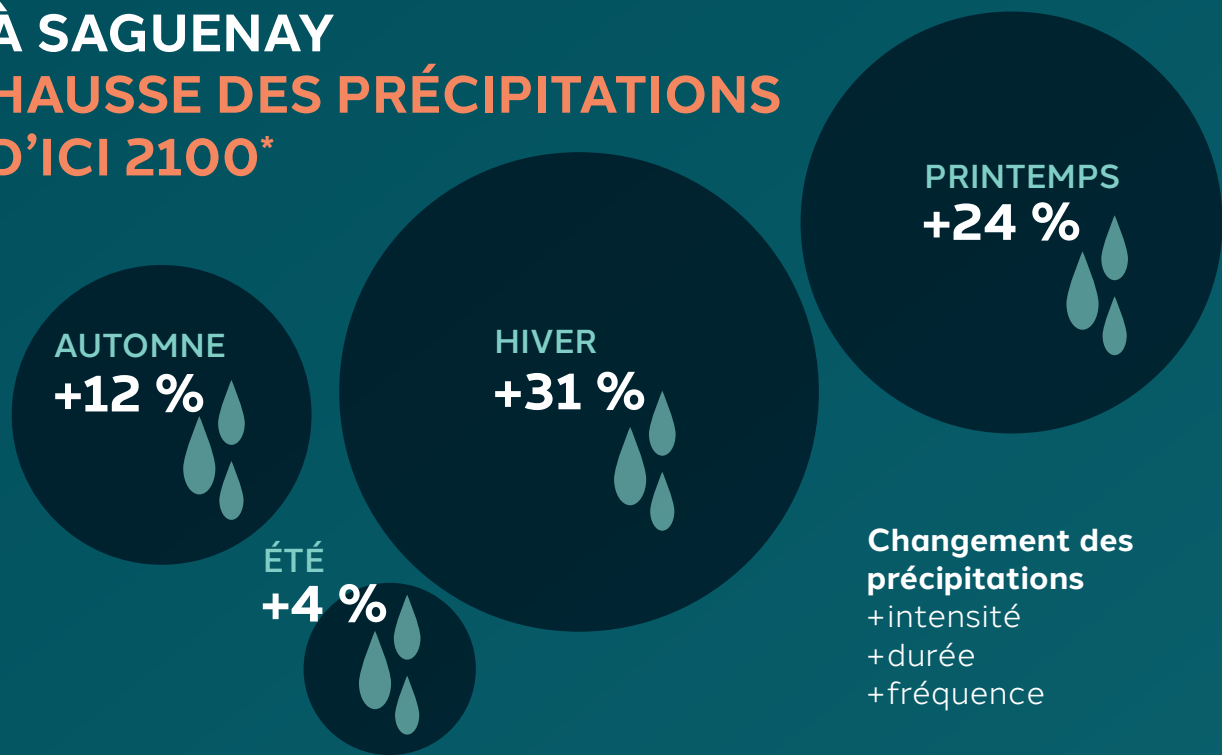 À SAGUENAY
HAUSSE DES PRÉCIPITATIONS
D'ICI 2100*
PRINTEMPS
+24 %
AUTOMNE
+12 %
HIVER
+31 %
ÉTÉ
+4 %
Changement des
précipitations
+intensité
+durée
+fréquence